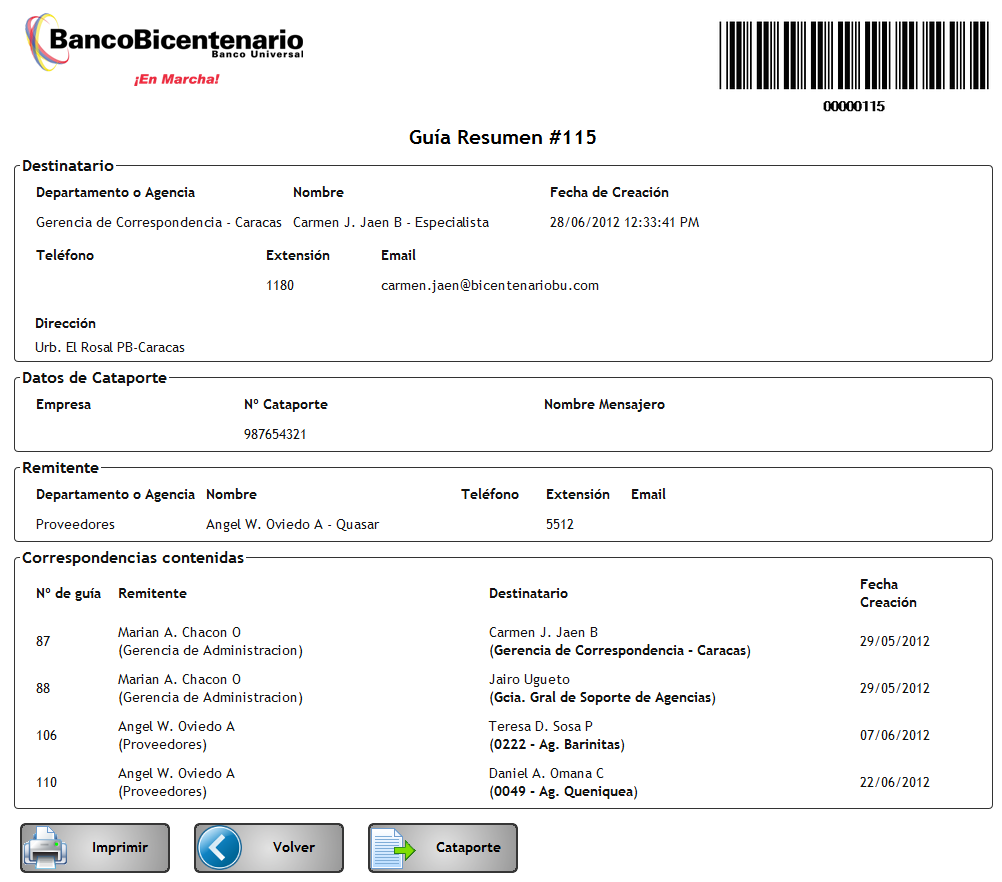 BancoBicentenario
Banco Universal
¡En Marcha!
00000115
Guía Resumen #115
Destinatario
Departamento o Agencia Nombre Fecha de Creación
Gerencia de Correspondencia - Caracas Carmen J. Jaen B - Especialista 28/06/2012 12:33:41 PM
Teléfono Extensión Email
1180 carmen.jaen@bicentenariobu.com
Dirección
Urb. El Rosal PB-Caracas
Datos de Cataporte
Empresa Nº Cataporte Nombre Mensajero
987654321
Remitente
Departamento o Agencia Nombre Teléfono Extensión Email
Proveedores Angel W. Oviedo A - Quasar 5512
Correspondencias contenidas
Nº de guía Remitente Destinatario Fecha
Creación
87 Marian A. Chacon O Carmen J. Jaen B 29/05/2012
(Gerencia de Administracion) (Gerencia de Correspondencia - Caracas)
88 Marian A. Chacon O Jairo Ugueto 29/05/2012
(Gerencia de Administracion) (Gcia. Gral de Soporte de Agencias)
106 Angel W. Oviedo A Teresa D. Sosa P 07/06/2012
(Proveedores) (0222 - Ag. Barinitas)
110 Angel W. Oviedo A Daniel A. Omana C 22/06/2012
(Proveedores) (0049 - Ag. Queniquea)
Imprimir Volver Cataporte